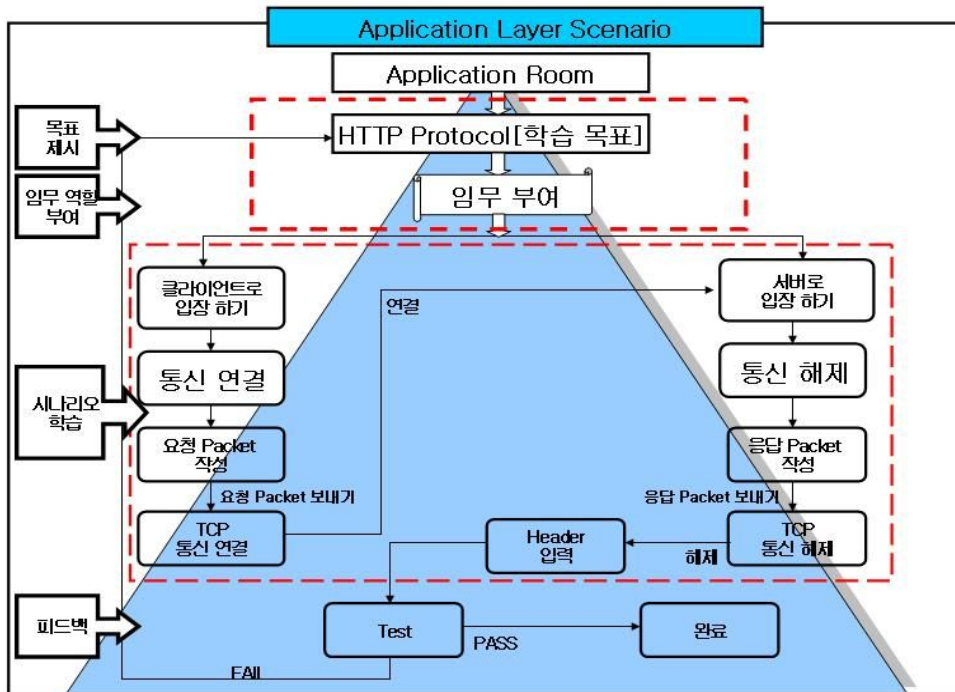 Application Layer Scenario
Application Room
목표
제시
HTTP Protocol[학습 목표]
임무 역할
부여
임무 부여
클라이언트로
입장 하기
서버로
입장 하기
연결
통신 연결
통신 해제
시나리오
학습
요청 Packet
작성
응답 Packet
작성
요청 Packet 보내기
응답 Packet 보내기
TCP
통신 연결
Header
입력
해제
TCP
통신 해제
피드백
Test
PASS
완료
FAIL